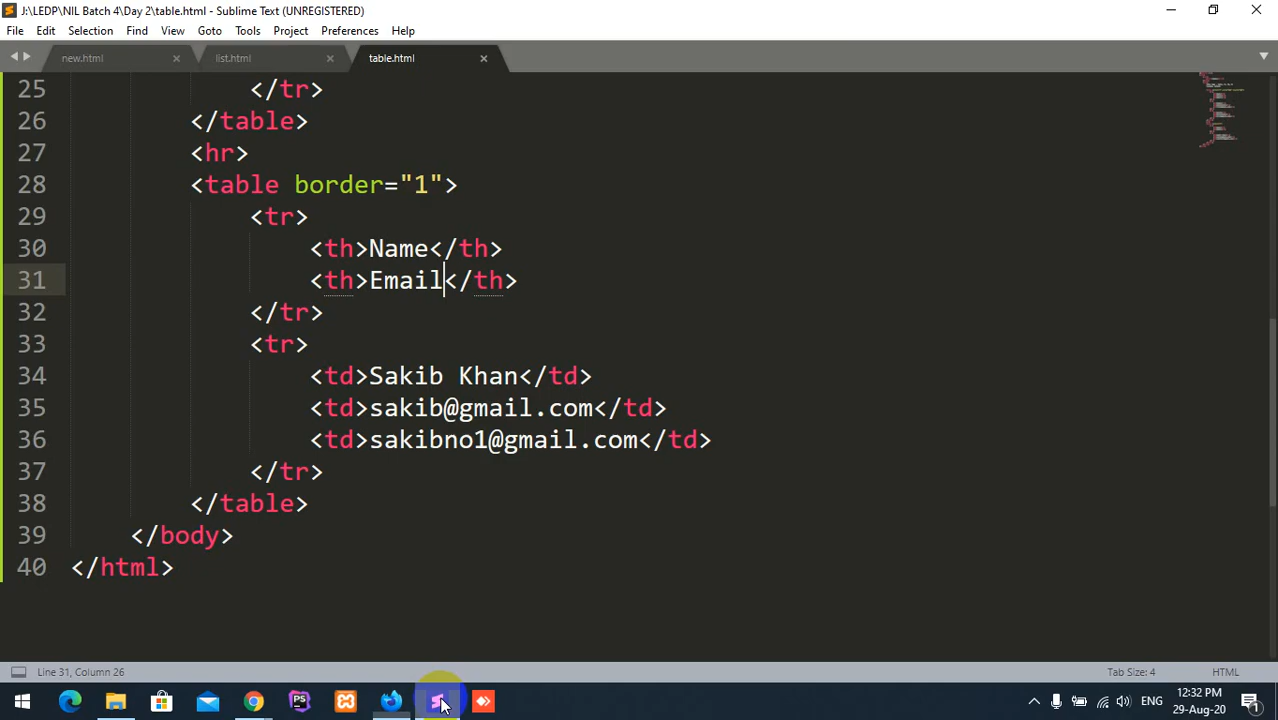 J:\LEDP\NIL Batch 4\Day 2\table.html - Sublime Text (UNREGISTERED)
File Edit Selection Find View Goto Tools Project Preferences Help
new.html list.html table.html
25 </tr>
26 </table>
27 <hr>
28 <table border="1">
29 <tr>
30 <th>Name</th>
31 <th>Email</th>
32 </tr>
33 <tr>
34 <td>Sakib Khan</td>
35 <td>sakib@gmail.com</td>
36 <td>sakibno1@gmail.com</td>
37 </tr>
38 </table>
39 </body>
40 </html>
Line 31, Column 26 Tab Size: 4 HTML
PS
ENG 12:32 PM
29-Aug-20
1